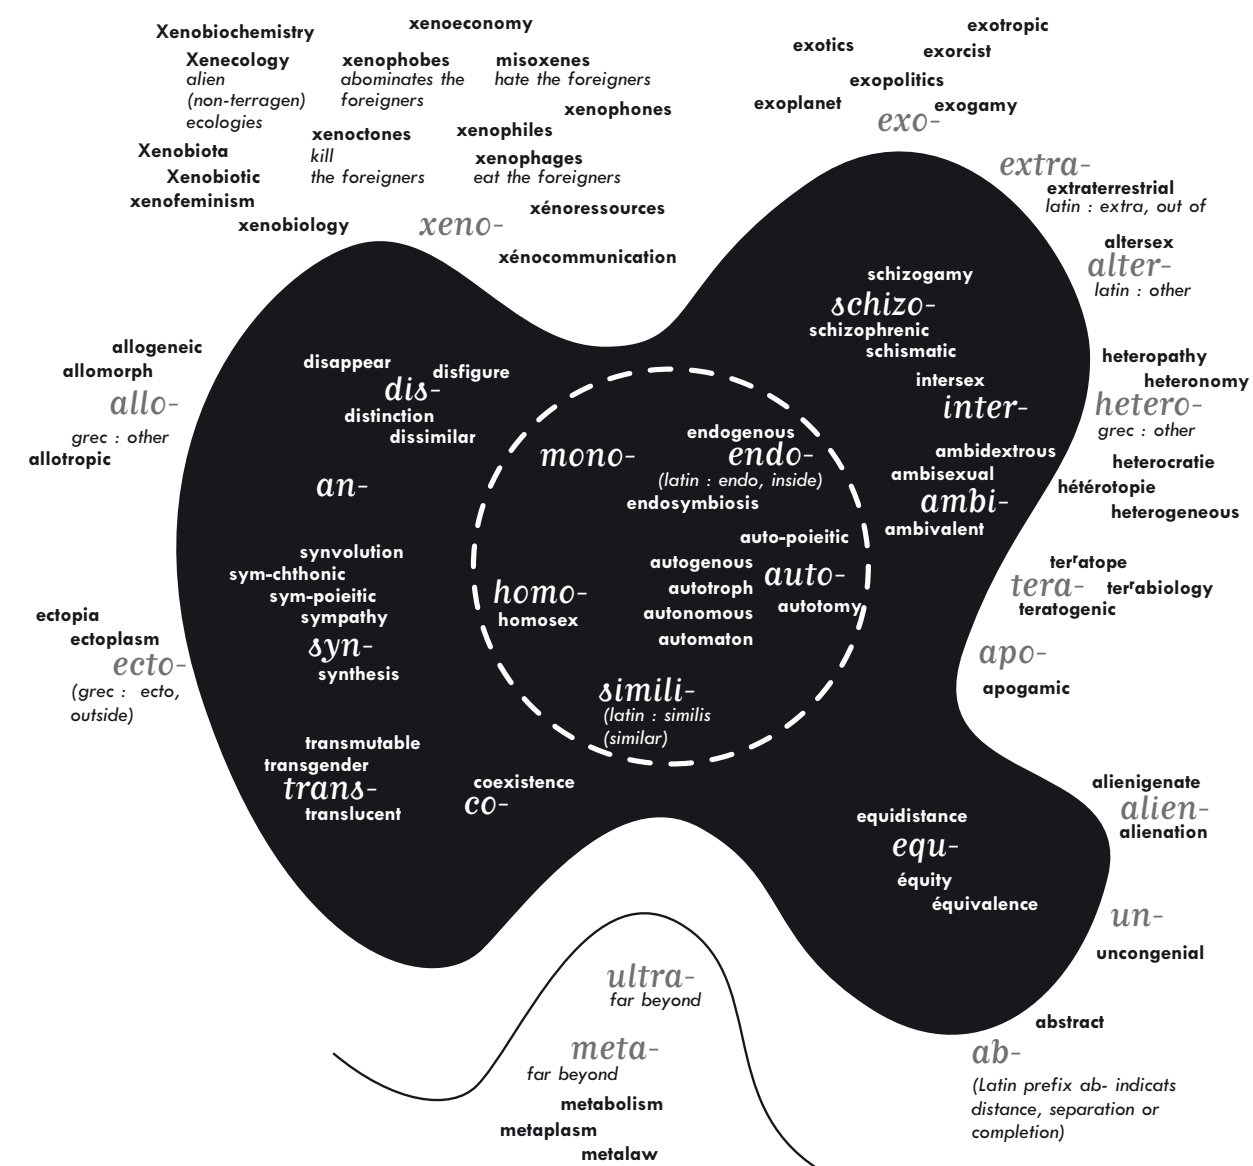 Xenobiochemistry
xenoeconomy
Xenecology
alien
(non-terragen)
ecologies
xenophobes
abominates the
foreigners
misoxenes
hate the foreigners
xenophones
xenoctones
kill
the foreigners
xenophiles
xenophages
eat the foreigners
Xenobiota
Xenobiotic
xenofeminism
xenobiology
xeno-
xénoressources
xénocommunication
exotropic
exotics
exorcist
exopolitics
exoplanet
exogamy
exo-
extra-
extraterrestrial
latin : extra, out of
altersex
alter-
latin : other
heteropathy
heteronomy
hetero-
grec : other
heterocratie
hétérotopie
heterogeneous
terʳatope
tera-
terʳabiology
teratogenic
apo-
apogamic
alienigenate
alien-
alienation
un-
uncongenial
abstract
ab-
(Latin prefix ab- indicats
distance, separation or
completion)
allogeneic
allomorph
allo-
grec : other
allotropic
ectopia
ectoplasm
ecto-
(grec : ecto,
outside)
disappear
disfigure
dis-
distinction
dissimilar
an-
synvolution
sym-chthonic
sym-poieitic
sympathy
syn-
synthesis
transmutable
transgender
trans-
translucent
coexistence
co-
mono-
endogenous
endo-
(latin : endo, inside)
endosymbiosis
auto-poieitic
autogenous
auto-
autotroph
autotomy
autonomous
automaton
homo-
homosex
simili-
(latin : similis
(similar)
schizogamy
schizo-
schizophrenic
schismatic
intersex
inter-
ambidextrous
ambisexual
ambi-
ambivalent
equidistance
equ-
équity
équivalence
ultra-
far beyond
meta-
far beyond
metabolism
metaplasm
metalaw